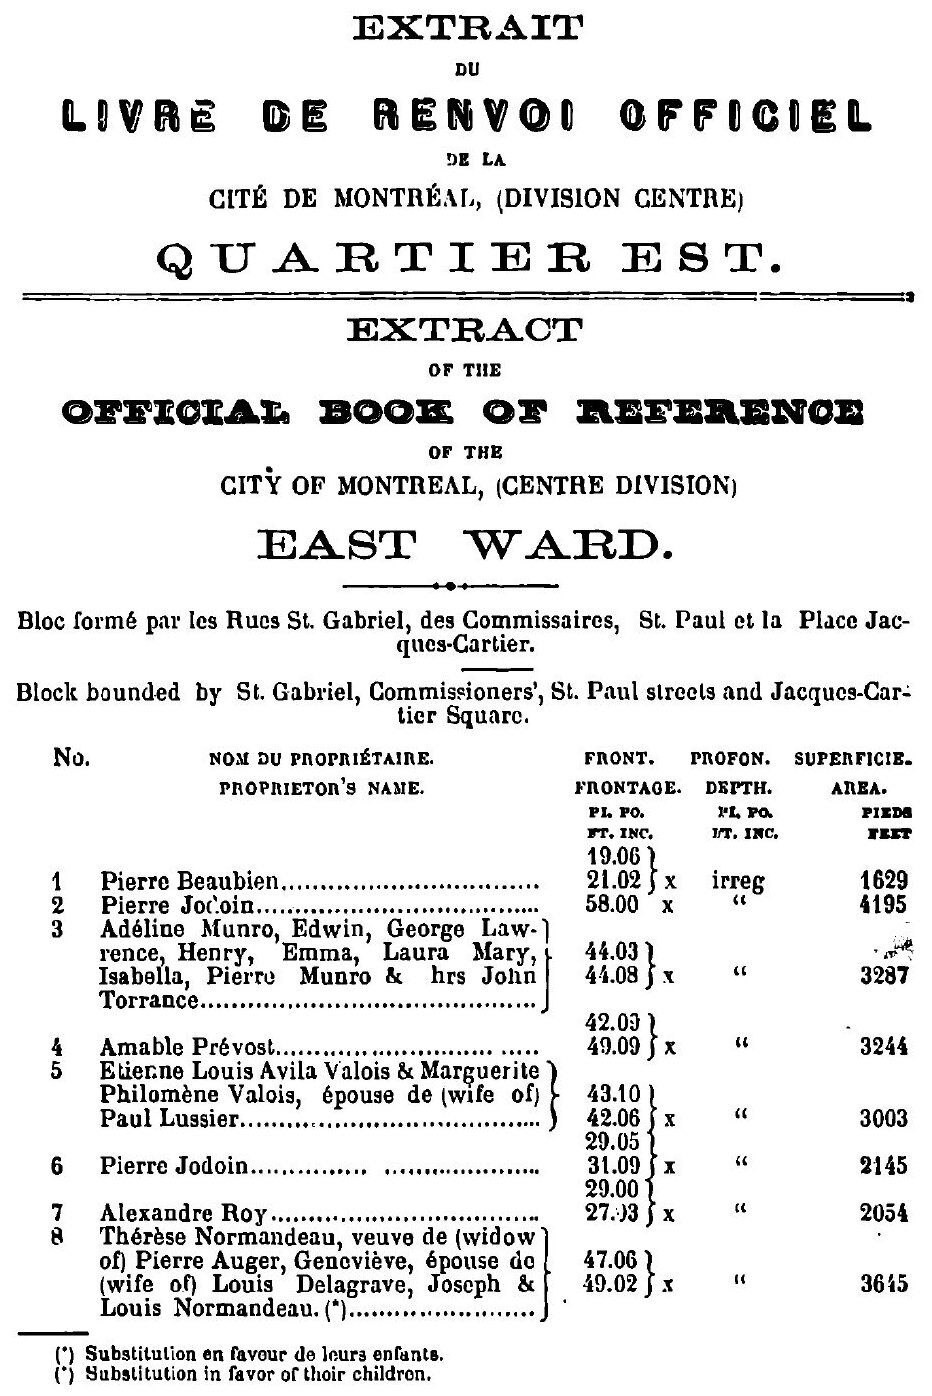 EXTRAIT
DU
LIVRE DE RENVOI OFFICIEL
DE LA
CITÉ DE MONTRÉAL, (DIVISION CENTRE)
QUARTIER EST.
EXTRACT
OF THE
OFFICIAL BOOK OF REFERENCE
OF THE
CITY OF MONTREAL, (CENTRE DIVISION)
EAST WARD.
Bloc formé par les Rues St. Gabriel, des Commissaires, St. Paul et la Place Jac-
ques-Cartier.
Block bounded by St. Gabriel, Commissioners', St. Paul streets and Jacques-Car-
tier Square.
No. NOM DU PROPRIÉTAIRE. FRONT. PROFON. SUPERFICIE.
PROPRIETOR'S NAME. FRONTAGE. DEPTH. AREA.
PI. PO. PI. PO. PIEDS
FT. INC. FT. INC. FEET
19.06 }
1 Pierre Beaubien................................ 21.02 } x irreg 1629
2 Pierre Jodoin................................... 58.00 x “ 4195
3 Adéline Munro, Edwin, George Law-
rence, Henry, Emma, Laura Mary, 44.03 }
Isabella, Pierre Munro & hrs John 44.08 } x “ 3287
Torrance.........................................
42.03 }
4 Amable Prévost................................ 49.09 } x “ 3244
5 Etienne Louis Avila Valois & Marguerite
Philomène Valois, épouse de (wife of) 43.10 }
Paul Lussier..................................... 42.06 } x “ 3003
29.05 }
6 Pierre Jodoin................................... 31.09 } x “ 2145
29.00 }
7 Alexandre Roy................................. 27.03 } x “ 2054
8 Thérèse Normandeau, veuve de (widow
of) Pierre Auger, Geneviève, épouse de 47.06 }
(wife of) Louis Delagrave, Joseph & 49.02 } x “ 3645
Louis Normandeau. (*).......................
(*) Substitution en faveur de leurs enfants.
(*) Substitution in favor of their children.